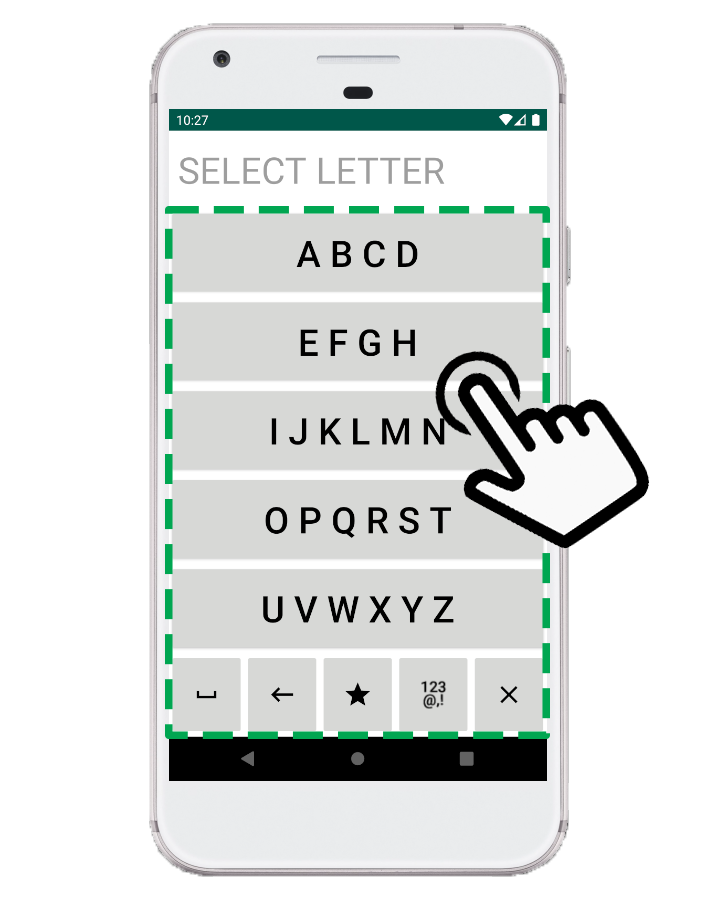 10:27
SELECT LETTER
A B C D
E F G H
I J K L M N
O P Q R S T
U V W X Y Z
123
@,!